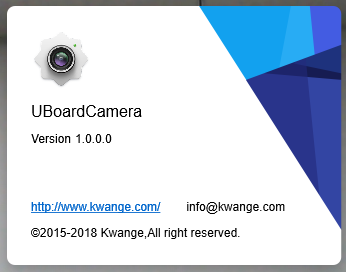 UBoardCamera
Version 1.0.0.0
http://www.kwange.com/ info@kwange.com
©2015-2018 Kwange,All right reserved.